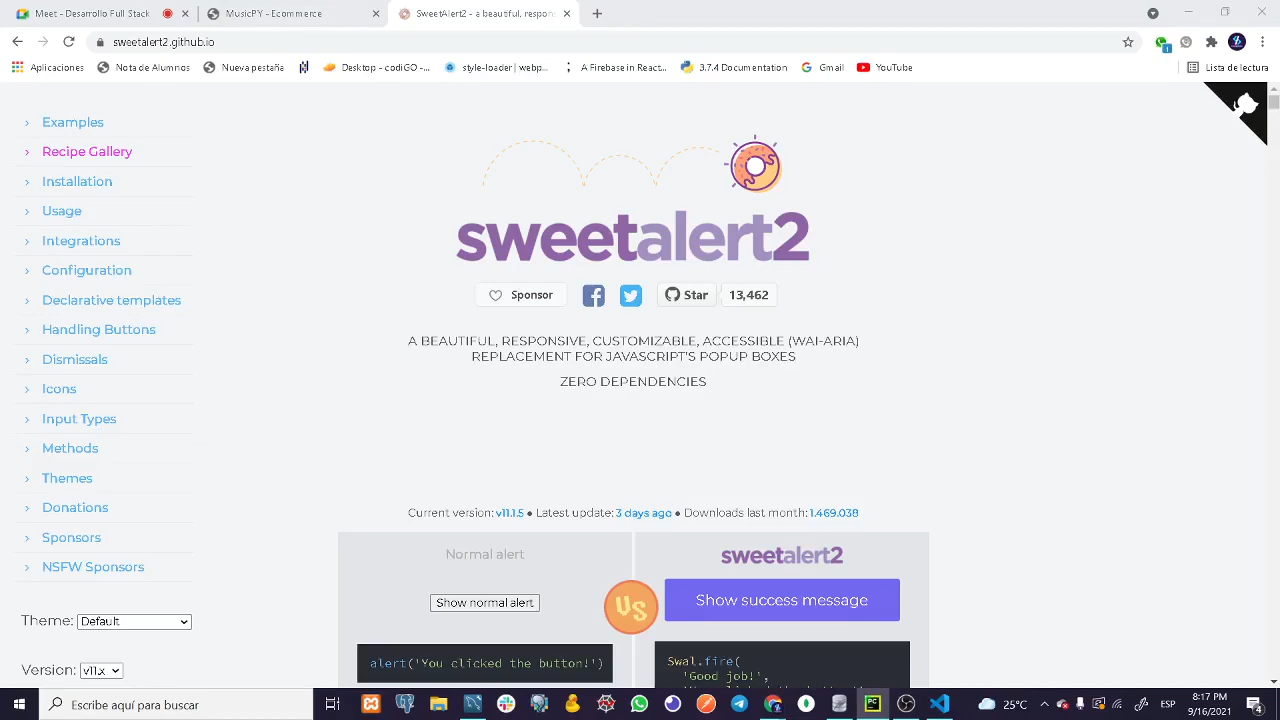 Meet - Desarrollo Full Stack
MusicPY - Ecommerce
SweetAlert2 - a beautiful, respons
sweetalert2.github.io
Aplicaciones
Nota de Alumnos
Nueva pestaña
Desktop - codiGO -...
style-loader | webp...
A Firebase in React...
3.7.4 Documentation
Gmail
YouTube
Lista de lectura
Examples
Recipe Gallery
Installation
Usage
Integrations
Configuration
Declarative templates
Handling Buttons
Dismissals
Icons
Input Types
Methods
Themes
Donations
Sponsors
NSFW Sponsors
Theme: Default
Version: v11.x
sweetalert2
Sponsor
Star
13,462
A BEAUTIFUL, RESPONSIVE, CUSTOMIZABLE, ACCESSIBLE (WAI-ARIA)
REPLACEMENT FOR JAVASCRIPT'S POPUP BOXES
ZERO DEPENDENCIES
Current version: v11.1.5 ● Latest update: 3 days ago ● Downloads last month: 1.469.038
Normal alert
Show normal alert
alert('You clicked the button!')
VS
sweetalert2
Show success message
Swal.fire(
'Good job!',
Escribe aquí para buscar
25°C
ESP
8:17 PM
9/16/2021
4